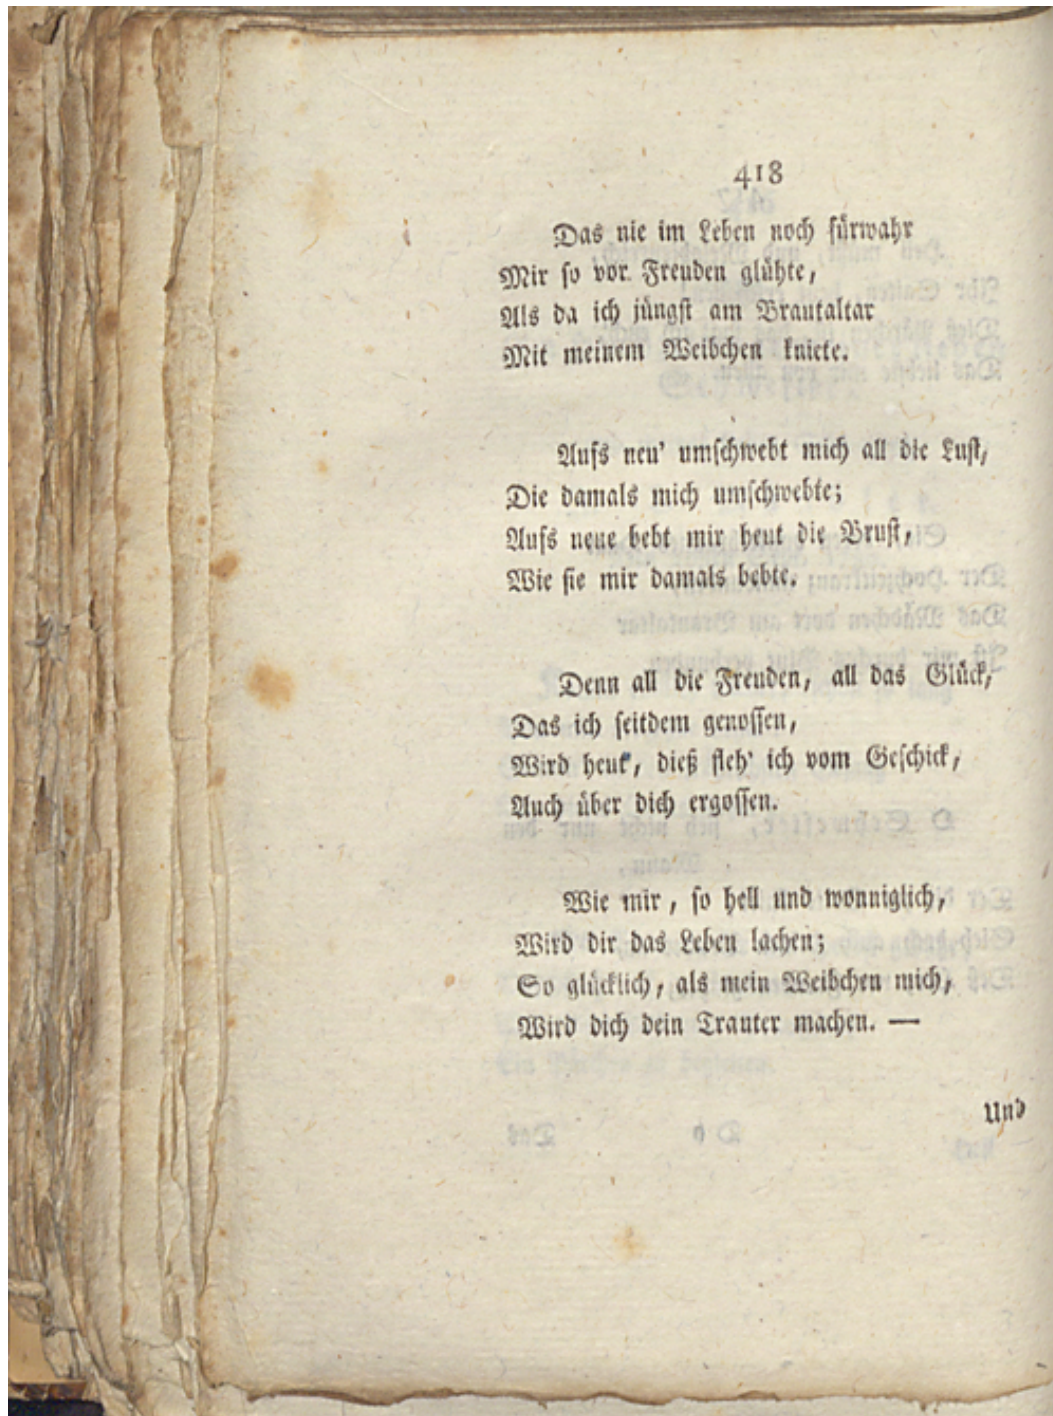 418
Das nie im Leben noch fürwahr
Mir so vor Freuden glühte,
Als da ich jüngst am Brautaltar
Mit meinem Weibchen kniete.
Aufs neu' umschwebt mich all die Lust,
Die damals mich umschwebte;
Aufs neue bebt mir heut die Brust,
Wie sie mir damals bebte.
Denn all die Freuden, all das Glück,
Das ich seitdem genossen,
Wird heut', dieß fleh' ich vom Geschick,
Auch über dich ergossen.
Wie mir, so hell und wonniglich,
Wird dir das Leben lachen;
So glücklich, als mein Weibchen mich,
Wird dich dein Trauter machen. —
Und